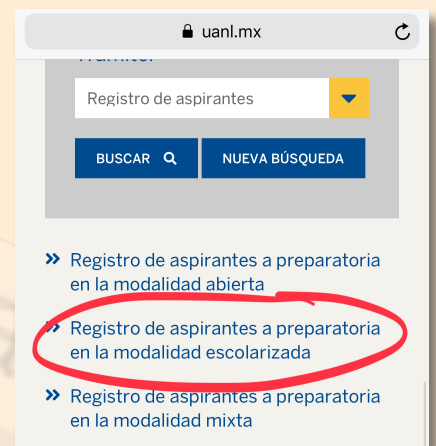 uanl.mx
Trámite:
Registro de aspirantes
BUSCAR
NUEVA BÚSQUEDA
Registro de aspirantes a preparatoria
en la modalidad abierta
Registro de aspirantes a preparatoria
en la modalidad escolarizada
Registro de aspirantes a preparatoria
en la modalidad mixta